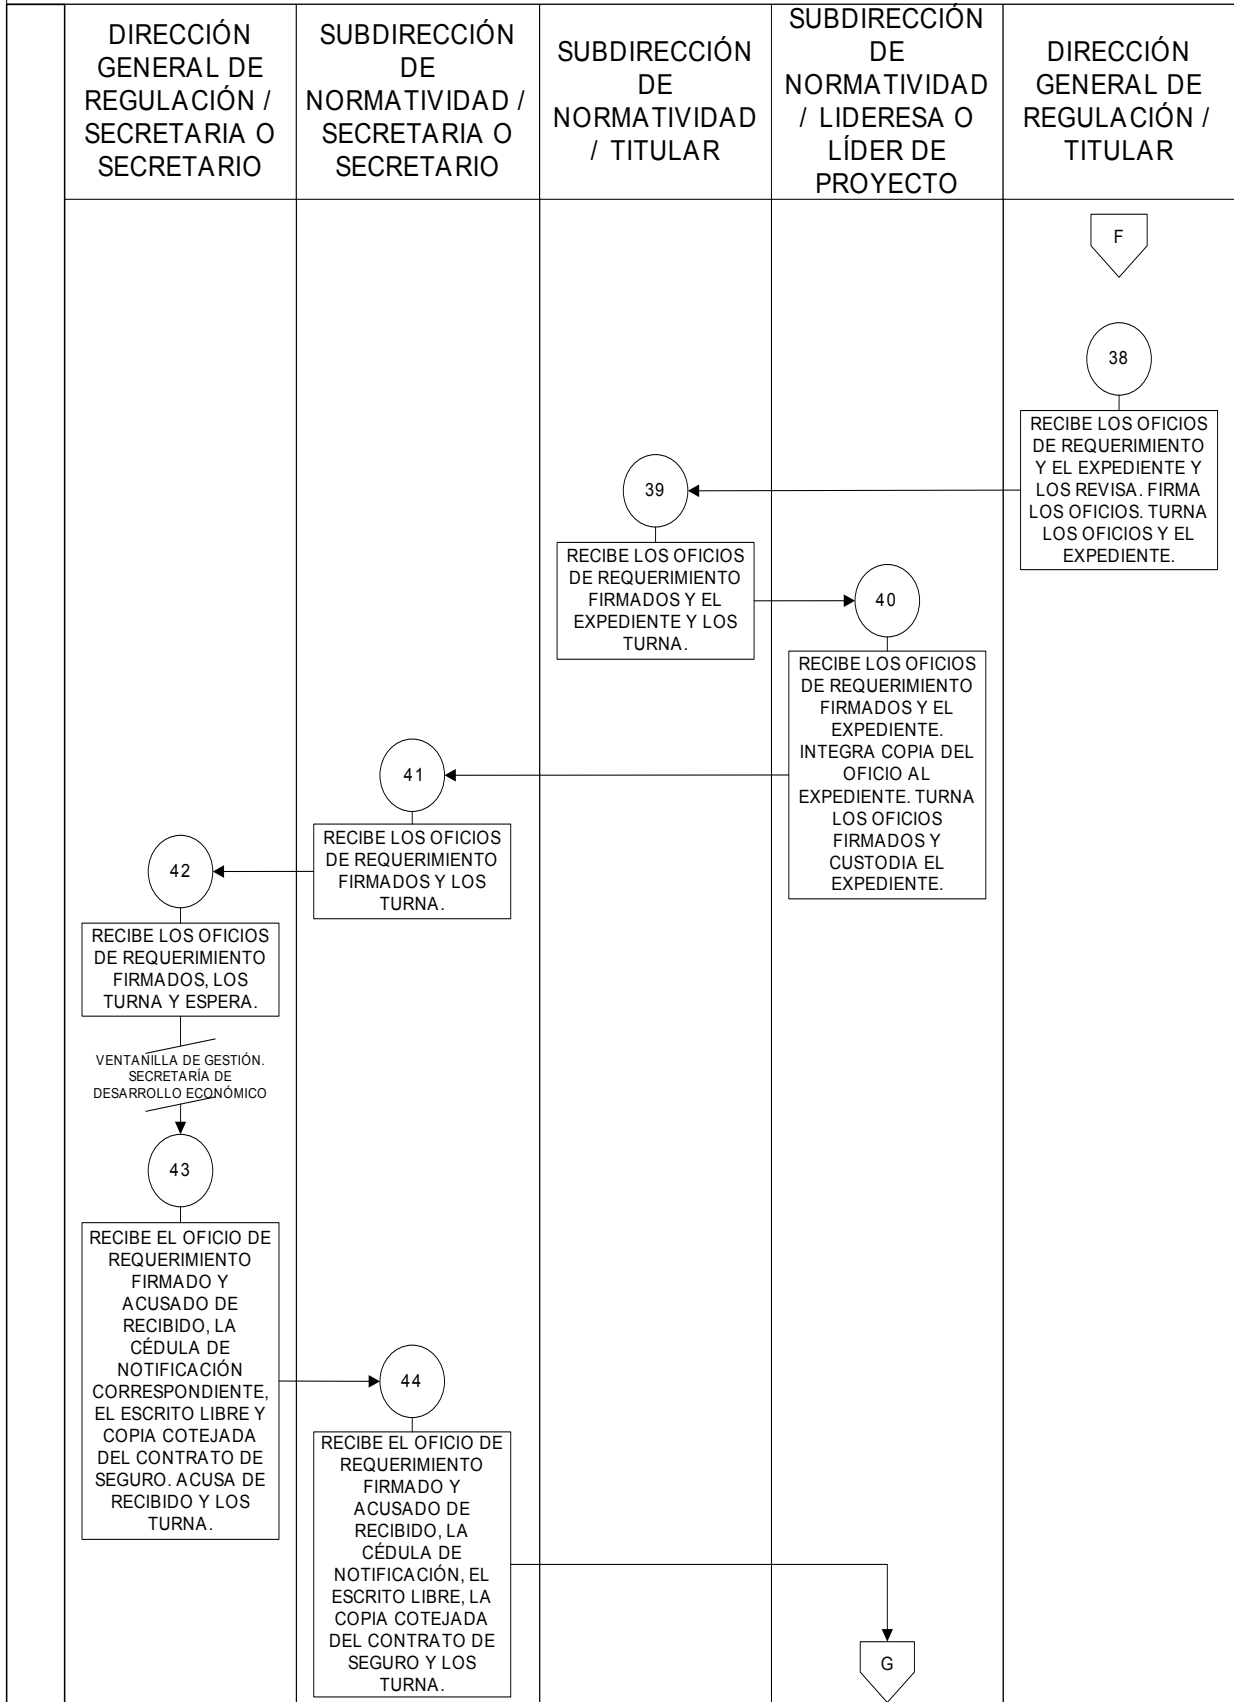 DIRECCIÓN
GENERAL DE
REGULACIÓN /
SECRETARIA O
SECRETARIO
SUBDIRECCIÓN
DE
NORMATIVIDAD /
SECRETARIA O
SECRETARIO
SUBDIRECCIÓN
DE
NORMATIVIDAD
/ TITULAR
SUBDIRECCIÓN
DE
NORMATIVIDAD
/ LIDERESA O
LÍDER DE
PROYECTO
DIRECCIÓN
GENERAL DE
REGULACIÓN /
TITULAR
F
38
RECIBE LOS OFICIOS
DE REQUERIMIENTO
Y EL EXPEDIENTE Y
LOS REVISA. FIRMA
LOS OFICIOS. TURNA
LOS OFICIOS Y EL
EXPEDIENTE.
39
RECIBE LOS OFICIOS
DE REQUERIMIENTO
FIRMADOS Y EL
EXPEDIENTE Y LOS
TURNA.
40
RECIBE LOS OFICIOS
DE REQUERIMIENTO
FIRMADOS Y EL
EXPEDIENTE.
INTEGRA COPIA DEL
OFICIO AL
EXPEDIENTE. TURNA
LOS OFICIOS
FIRMADOS Y
CUSTODIA EL
EXPEDIENTE.
41
RECIBE LOS OFICIOS
DE REQUERIMIENTO
FIRMADOS Y LOS
TURNA.
42
RECIBE LOS OFICIOS
DE REQUERIMIENTO
FIRMADOS, LOS
TURNA Y ESPERA.
VENTANILLA DE GESTIÓN.
SECRETARÍA DE
DESARROLLO ECONÓMICO
43
RECIBE EL OFICIO DE
REQUERIMIENTO
FIRMADO Y
ACUSADO DE
RECIBIDO, LA
CÉDULA DE
NOTIFICACIÓN
CORRESPONDIENTE,
EL ESCRITO LIBRE Y
COPIA COTEJADA
DEL CONTRATO DE
SEGURO. ACUSA DE
RECIBIDO Y LOS
TURNA.
44
RECIBE EL OFICIO DE
REQUERIMIENTO
FIRMADO Y
ACUSADO DE
RECIBIDO, LA
CÉDULA DE
NOTIFICACIÓN, EL
ESCRITO LIBRE, LA
COPIA COTEJADA
DEL CONTRATO DE
SEGURO Y LOS
TURNA.
G